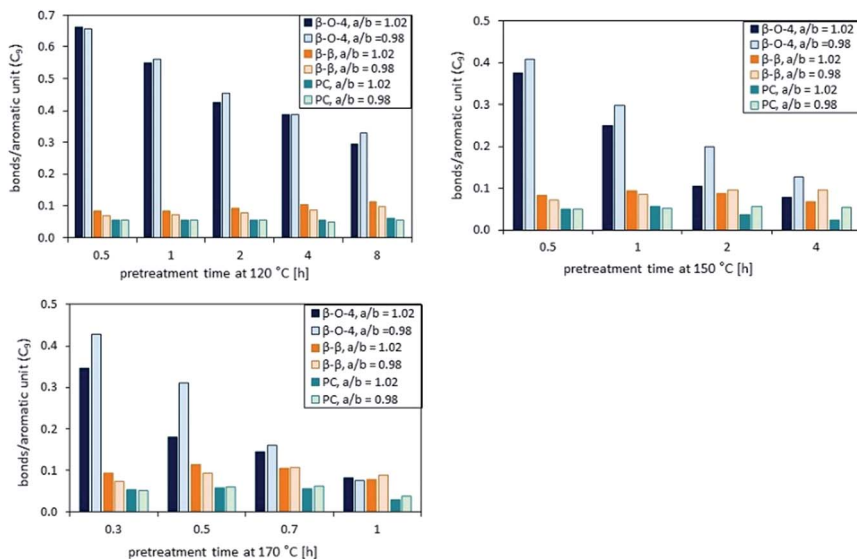 0.7
0.6
0.5
0.4
0.3
0.2
0.1
0.0
bonds/aromatic unit (C₉)
β-O-4, a/b = 1.02
β-O-4, a/b =0.98
β-β, a/b = 1.02
β-β, a/b = 0.98
PC, a/b = 1.02
PC, a/b = 0.98
0.5 1 2 4 8
pretreatment time at 120 °C [h]
0.5
0.4
0.3
0.2
0.1
0.0
bonds/aromatic unit (C₉)
β-O-4, a/b = 1.02
β-O-4, a/b =0.98
β-β, a/b = 1.02
β-β, a/b = 0.98
PC, a/b = 1.02
PC, a/b = 0.98
0.5 1 2 4
pretreatment time at 150 °C [h]
0.5
0.4
0.3
0.2
0.1
0.0
bonds/aromatic unit (C₉)
β-O-4, a/b = 1.02
β-O-4, a/b =0.98
β-β, a/b = 1.02
β-β, a/b = 0.98
PC, a/b = 1.02
PC, a/b = 0.98
0.3 0.5 0.7 1
pretreatment time at 170 °C [h]